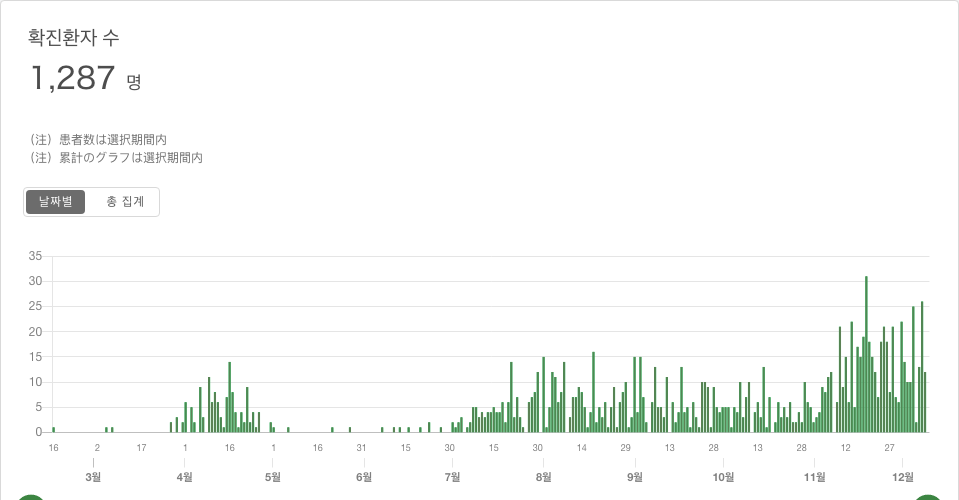 확진환자 수
1,287 명
（注）患者数は選択期間内
（注）累計のグラフは選択期間内
날짜별 총 집계
35
30
25
20
15
10
5
0
16 2 17 1 16 1 16 31 15 30 15 30 14 29 13 28 13 28 12 27
3월 4월 5월 6월 7월 8월 9월 10월 11월 12월